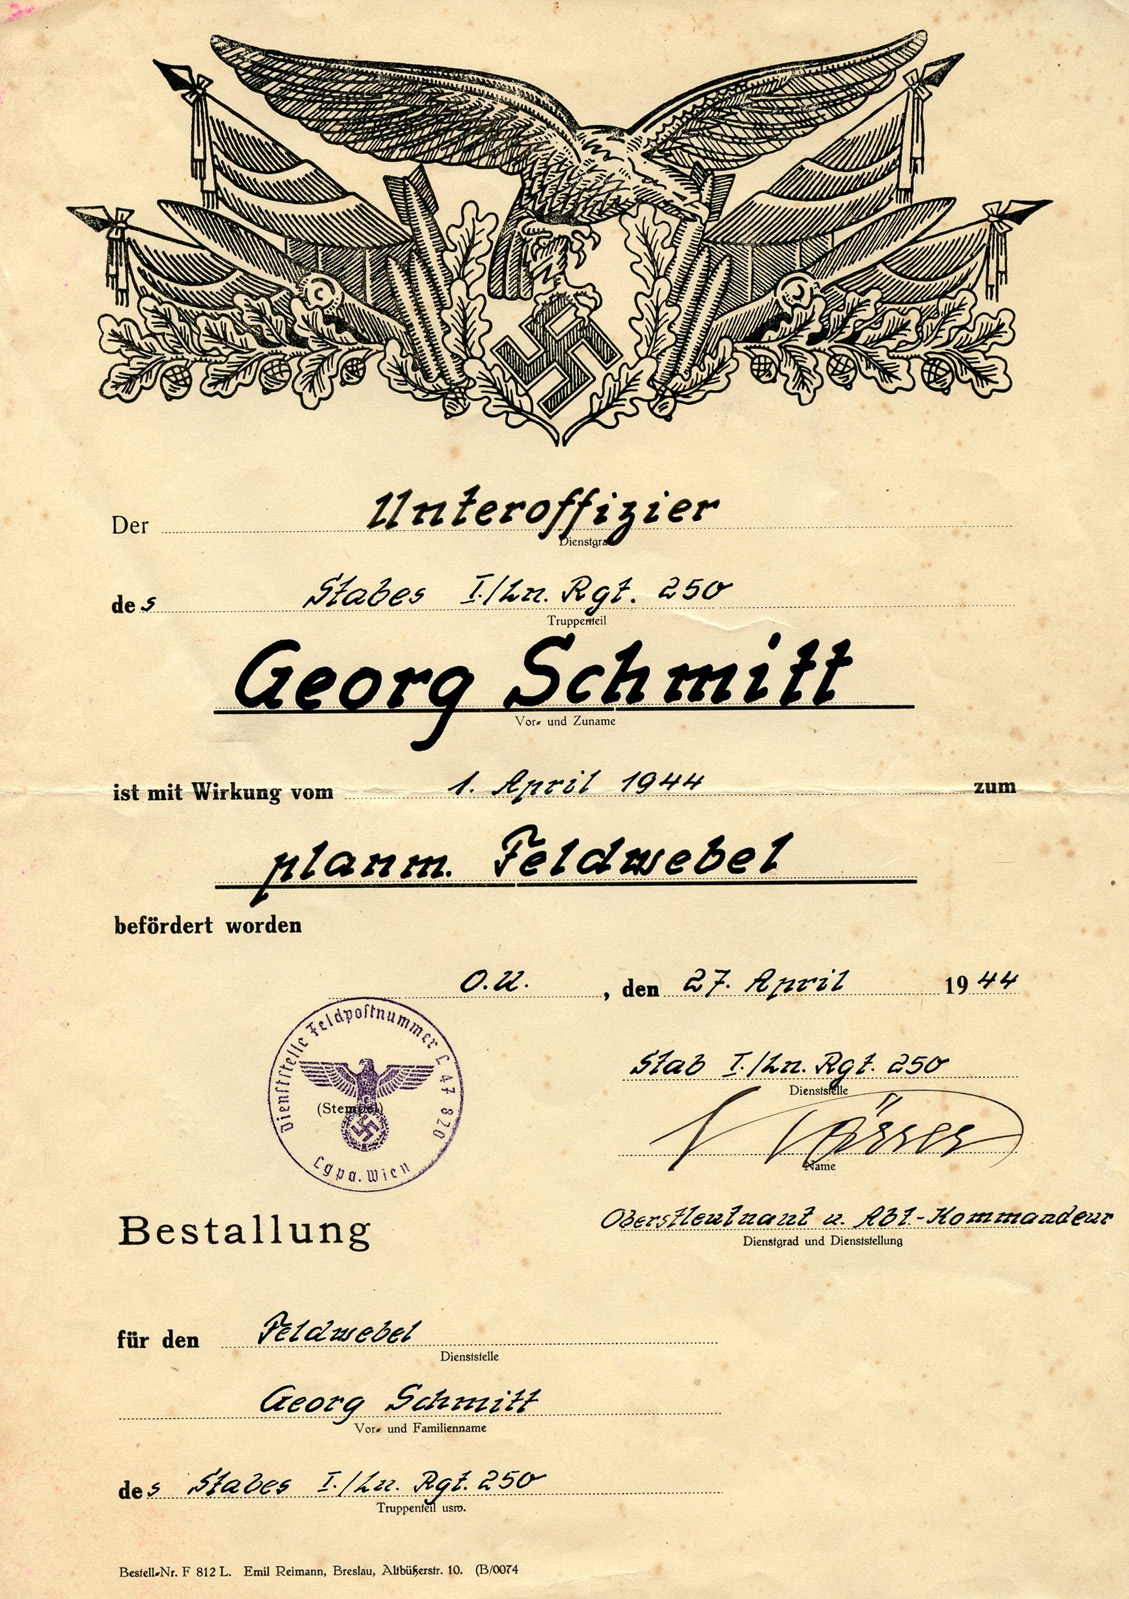 Der Unteroffizier
Dienstgrad
des Stabes I./Ln. Rgt. 250
Truppenteil
Georg Schmitt
Vor- und Zuname
ist mit Wirkung vom 1. April 1944 zum
planm. Feldwebel
befördert worden
O.U. , den 27. April 1944
Dienststelle Feldpostnummer L 47 820
(Stempel)
Lgpa. Wien
Stab I./Ln. Rgt. 250
Dienststelle
Name
Oberstleutnant u. Abt.-Kommandeur
Dienstgrad und Dienststellung
Bestallung
für den Feldwebel
Dienststelle
Georg Schmitt
Vor- und Familienname
des Stabes I./Ln. Rgt. 250
Truppenteil usw.
Bestell-Nr. F 812 L. Emil Reimann, Breslau, Altbüßerstr. 10. (B/0074